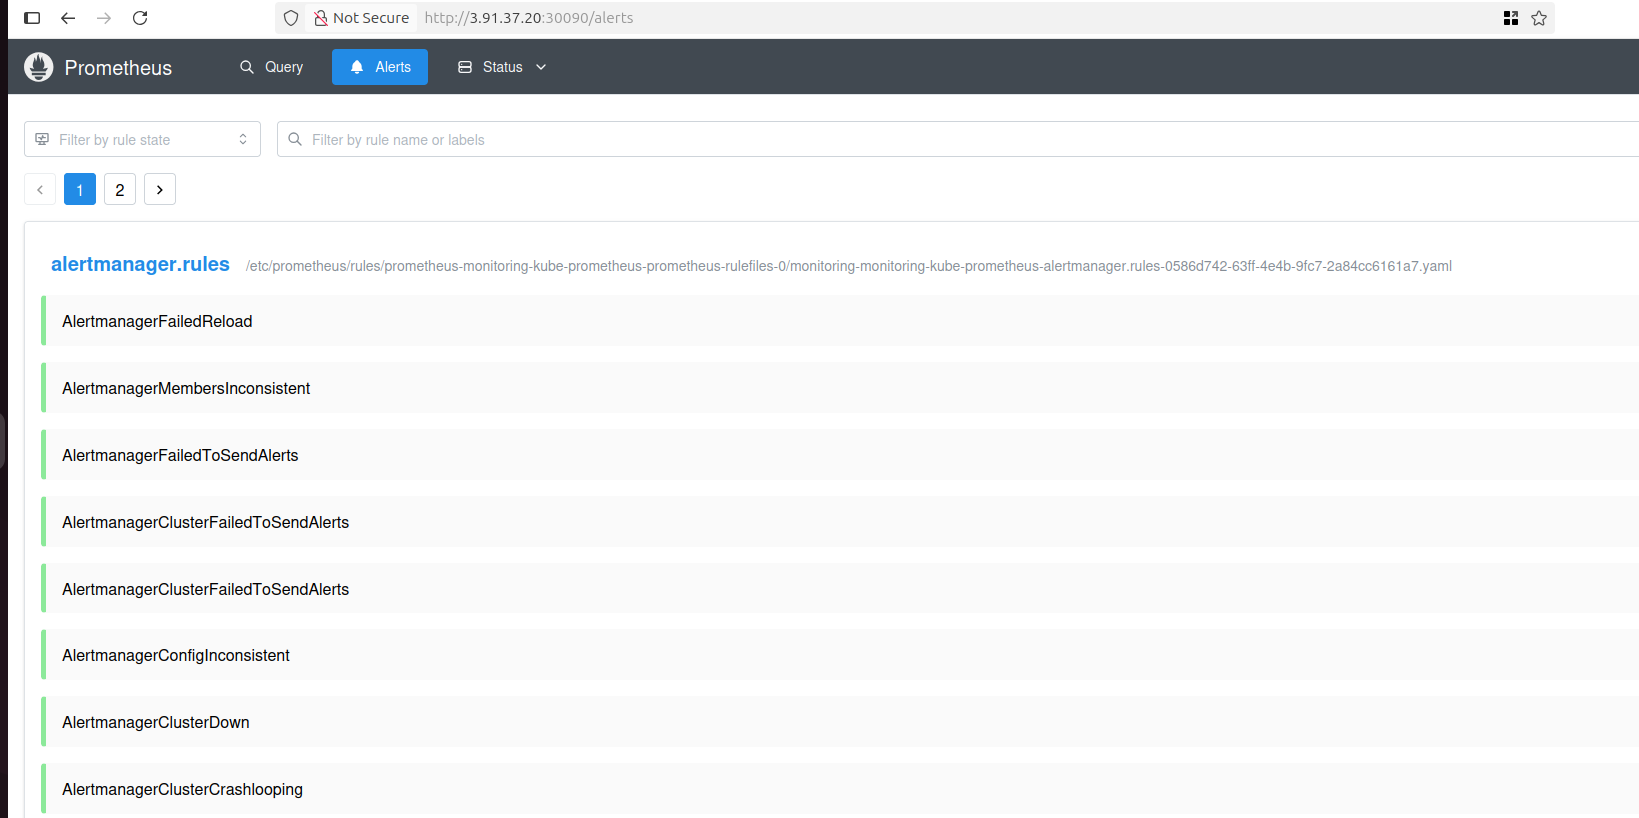 Not Secure http://3.91.37.20:30090/alerts
Prometheus Query Alerts Status
Filter by rule state Filter by rule name or labels
1 2
alertmanager.rules /etc/prometheus/rules/prometheus-monitoring-kube-prometheus-prometheus-rulefiles-0/monitoring-monitoring-kube-prometheus-alertmanager.rules-0586d742-63ff-4e4b-9fc7-2a84cc6161a7.yaml
AlertmanagerFailedReload
AlertmanagerMembersInconsistent
AlertmanagerFailedToSendAlerts
AlertmanagerClusterFailedToSendAlerts
AlertmanagerClusterFailedToSendAlerts
AlertmanagerConfigInconsistent
AlertmanagerClusterDown
AlertmanagerClusterCrashlooping